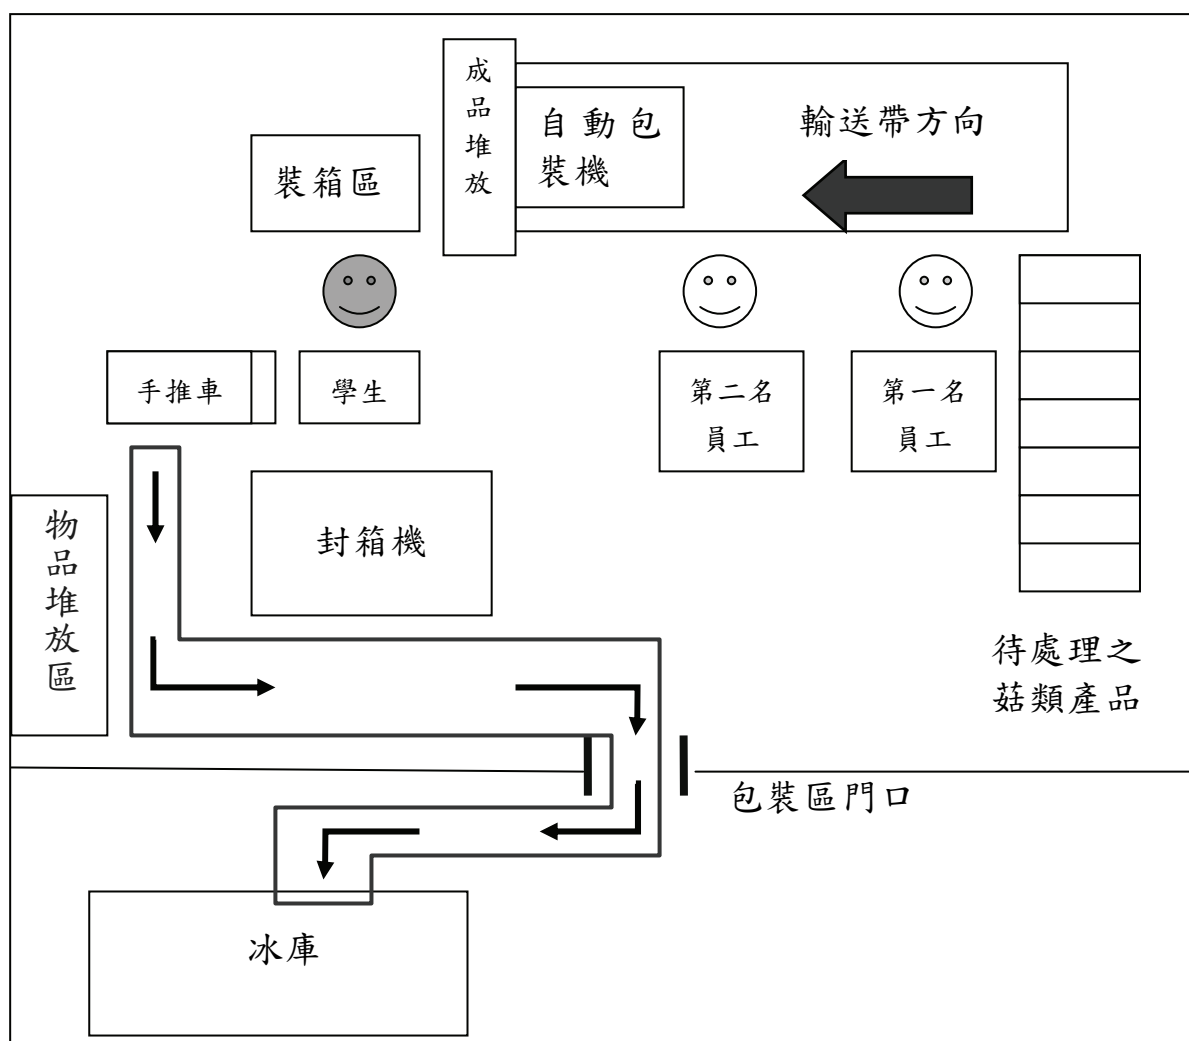 成品堆放
自動包
裝機
輸送帶方向
裝箱區
手推車
學生
第二名
員工
第一名
員工
物品堆放區
封箱機
待處理之
菇類產品
包裝區門口
冰庫